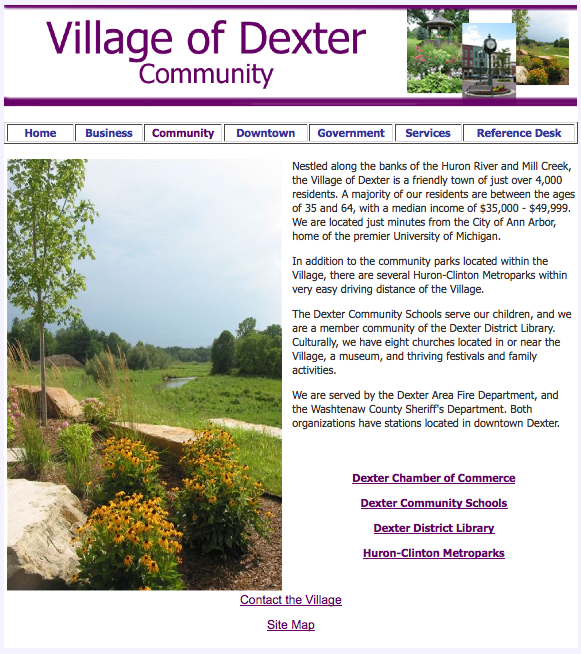 Village of Dexter
Community
Home Business Community Downtown Government Services Reference Desk
Nestled along the banks of the Huron River and Mill Creek,
the Village of Dexter is a friendly town of just over 4,000
residents. A majority of our residents are between the ages
of 35 and 64, with a median income of $35,000 - $49,999.
We are located just minutes from the City of Ann Arbor,
home of the premier University of Michigan.
In addition to the community parks located within the
Village, there are several Huron-Clinton Metroparks within
very easy driving distance of the Village.
The Dexter Community Schools serve our children, and we
are a member community of the Dexter District Library.
Culturally, we have eight churches located in or near the
Village, a museum, and thriving festivals and family
activities.
We are served by the Dexter Area Fire Department, and
the Washtenaw County Sheriff's Department. Both
organizations have stations located in downtown Dexter.
Dexter Chamber of Commerce
Dexter Community Schools
Dexter District Library
Huron-Clinton Metroparks
Contact the Village
Site Map